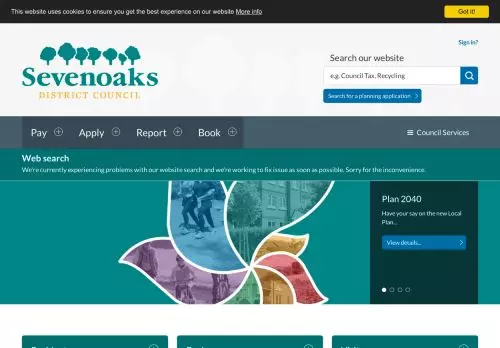 This website uses cookies to ensure you get the best experience on our website More info
Got it!
Sign in?
Sevenoaks
DISTRICT COUNCIL
Search our website
e.g. Council Tax, Recycling
Search for a planning application
Pay
Apply
Report
Book
Council Services
Web search
We're currently experiencing problems with our website search and we're working to fix issue as soon as possible. Sorry for the inconvenience.
Plan 2040
Have your say on the new Local
Plan...
View details...